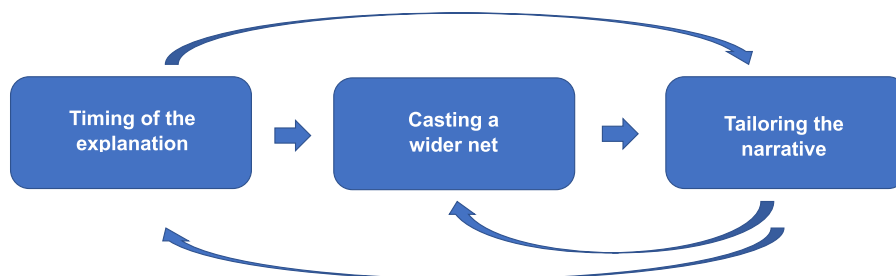 Timing of the
explanation
Casting a
wider net
Tailoring the
narrative